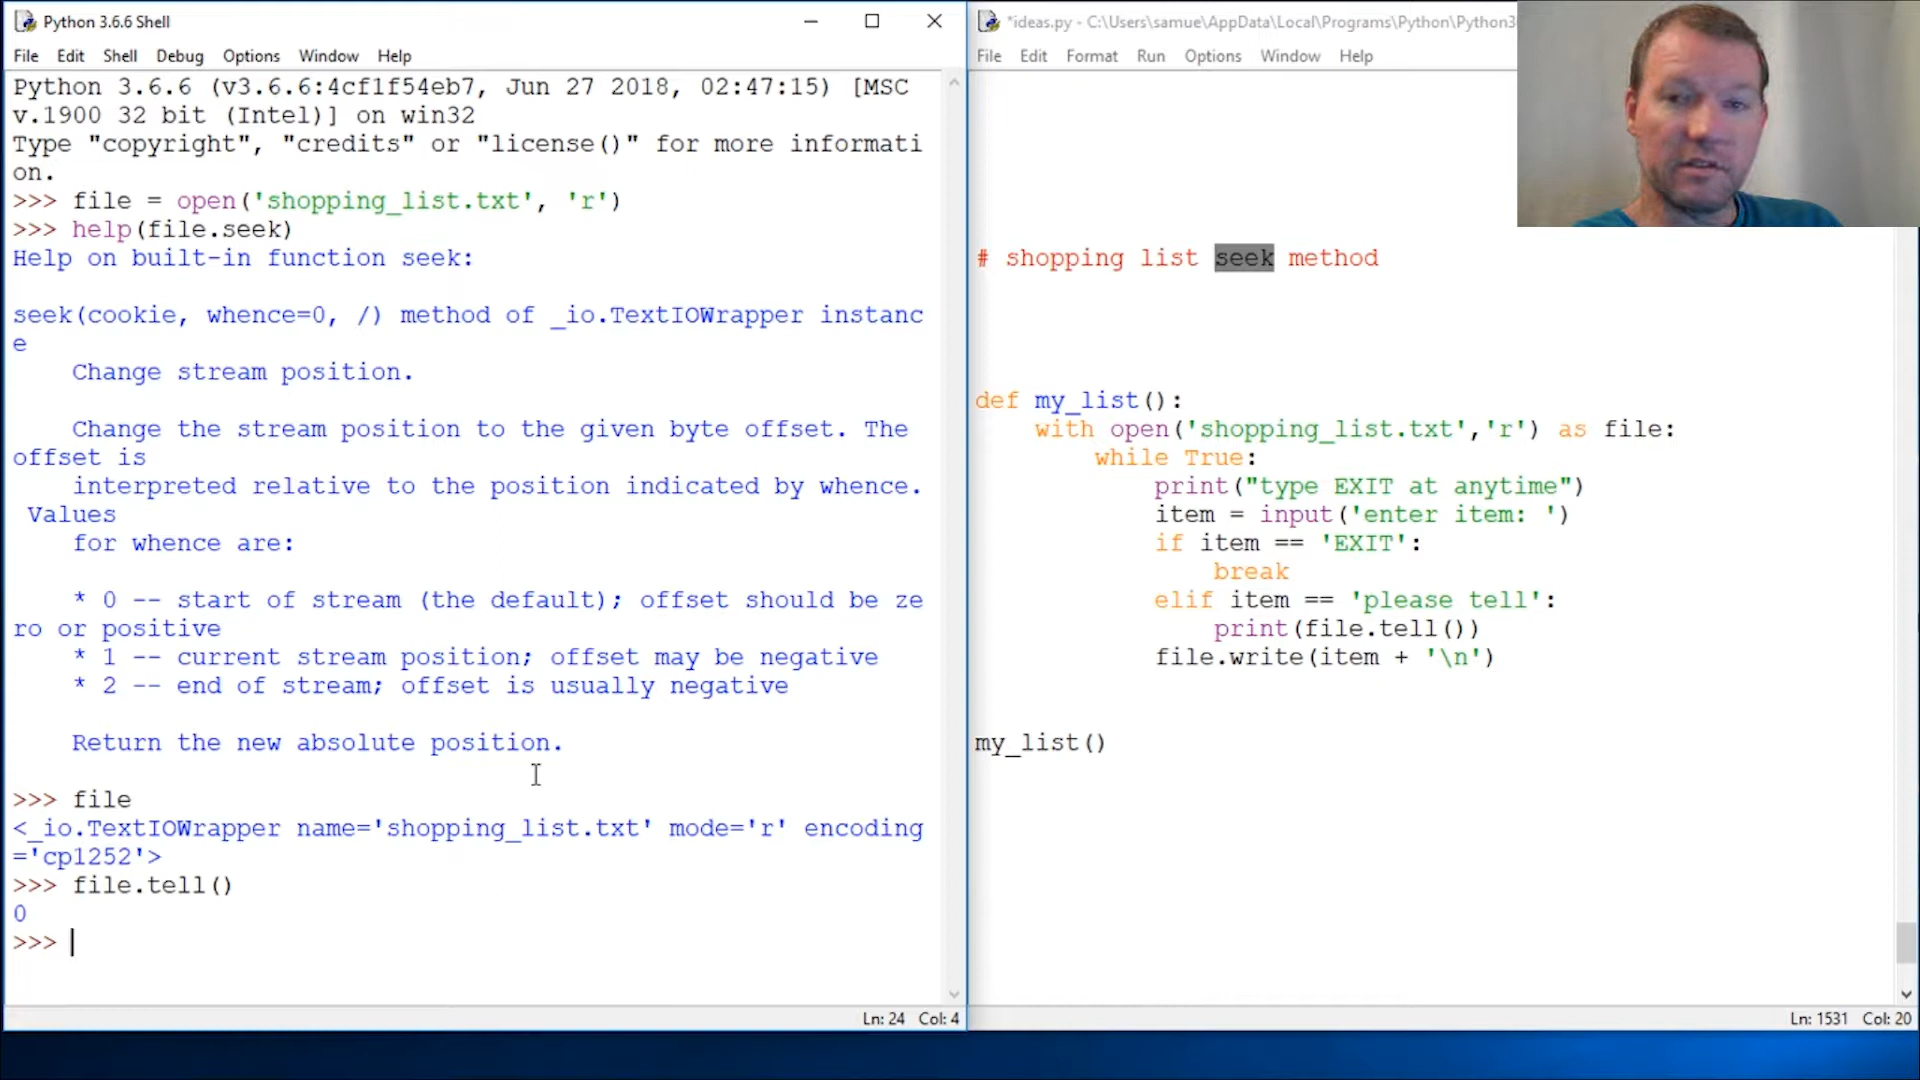 Python 3.6.6 Shell
File Edit Shell Debug Options Window Help
Python 3.6.6 (v3.6.6:4cf1f54eb7, Jun 27 2018, 02:47:15) [MSC
v.1900 32 bit (Intel)] on win32
Type "copyright", "credits" or "license()" for more informati
on.
>>> file = open('shopping_list.txt', 'r')
>>> help(file.seek)
Help on built-in function seek:
seek(cookie, whence=0, /) method of _io.TextIOWrapper instanc
e
Change stream position.
Change the stream position to the given byte offset. The
offset is
interpreted relative to the position indicated by whence.
Values
for whence are:
* 0 -- start of stream (the default); offset should be ze
ro or positive
* 1 -- current stream position; offset may be negative
* 2 -- end of stream; offset is usually negative
Return the new absolute position.
>>> file
<_io.TextIOWrapper name='shopping_list.txt' mode='r' encoding
='cp1252'>
>>> file.tell()
0
>>>
Ln: 24 Col: 4
*ideas.py - C:\Users\samue\AppData\Local\Programs\Python\Python3
File Edit Format Run Options Window Help
# shopping list seek method
def my_list():
with open('shopping_list.txt','r') as file:
while True:
print("type EXIT at anytime")
item = input('enter item: ')
if item == 'EXIT':
break
elif item == 'please tell':
print(file.tell())
file.write(item + '\n')
my_list()
Ln: 1531 Col: 20